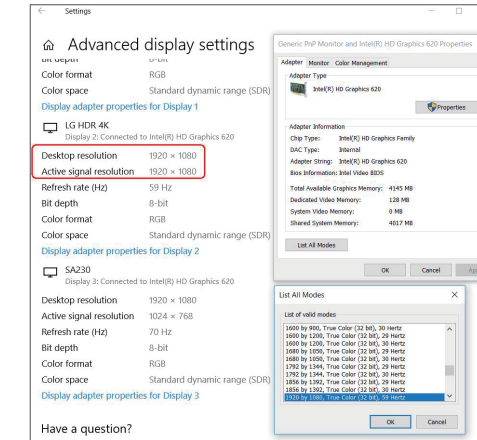 Settings
Advanced display settings
Bit depth 8-bit
Color format RGB
Color space Standard dynamic range (SDR)
Display adapter properties for Display 1
LG HDR 4K
Display 2: Connected to Intel(R) HD Graphics 620
Desktop resolution 1920 × 1080
Active signal resolution 1920 × 1080
Refresh rate (Hz) 59 Hz
Bit depth 8-bit
Color format RGB
Color space Standard dynamic range (SDR)
Display adapter properties for Display 2
SA230
Display 3: Connected to Intel(R) HD Graphics 620
Desktop resolution 1920 × 1080
Active signal resolution 1024 × 768
Refresh rate (Hz) 70 Hz
Bit depth 8-bit
Color format RGB
Color space Standard dynamic range (SDR)
Display adapter properties for Display 3
Have a question?
Generic PnP Monitor and Intel(R) HD Graphics 620 Properties
Adapter Monitor Color Management
Adapter Type
Intel(R) HD Graphics 620
Properties
Adapter Information
Chip Type: Intel(R) HD Graphics Family
DAC Type: Internal
Adapter String: Intel(R) HD Graphics 620
Bios Information: Intel Video BIOS
Total Available Graphics Memory: 4145 MB
Dedicated Video Memory: 128 MB
System Video Memory: 0 MB
Shared System Memory: 4017 MB
List All Modes
OK Cancel Ap
List All Modes
List of valid modes
1600 by 900, True Color (32 bit), 30 Hertz
1600 by 1200, True Color (32 bit), 29 Hertz
1600 by 1200, True Color (32 bit), 30 Hertz
1680 by 1050, True Color (32 bit), 29 Hertz
1680 by 1050, True Color (32 bit), 30 Hertz
1792 by 1344, True Color (32 bit), 29 Hertz
1792 by 1344, True Color (32 bit), 30 Hertz
1856 by 1392, True Color (32 bit), 29 Hertz
1856 by 1392, True Color (32 bit), 30 Hertz
1920 by 1080, True Color (32 bit), 59 Hertz
OK Cancel